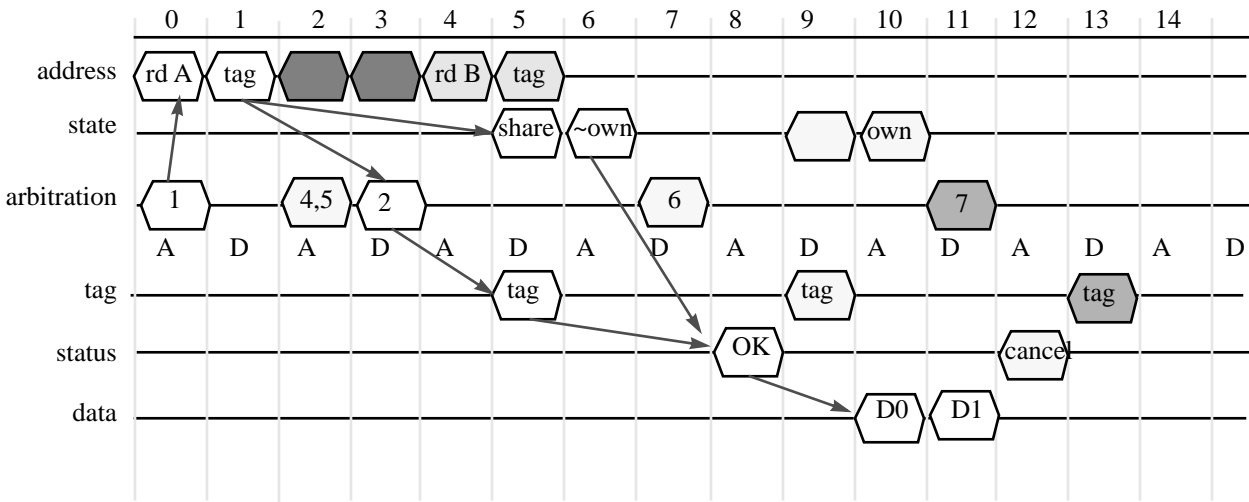 0 1 2 3 4 5 6 7 8 9 10 11 12 13 14
address rd A tag rd B tag
state share ~own own
arbitration 1 4,5 2 6 7
A D A D A D A D A D A D A D A D
tag tag tag tag
status OK cancel
data D0 D1